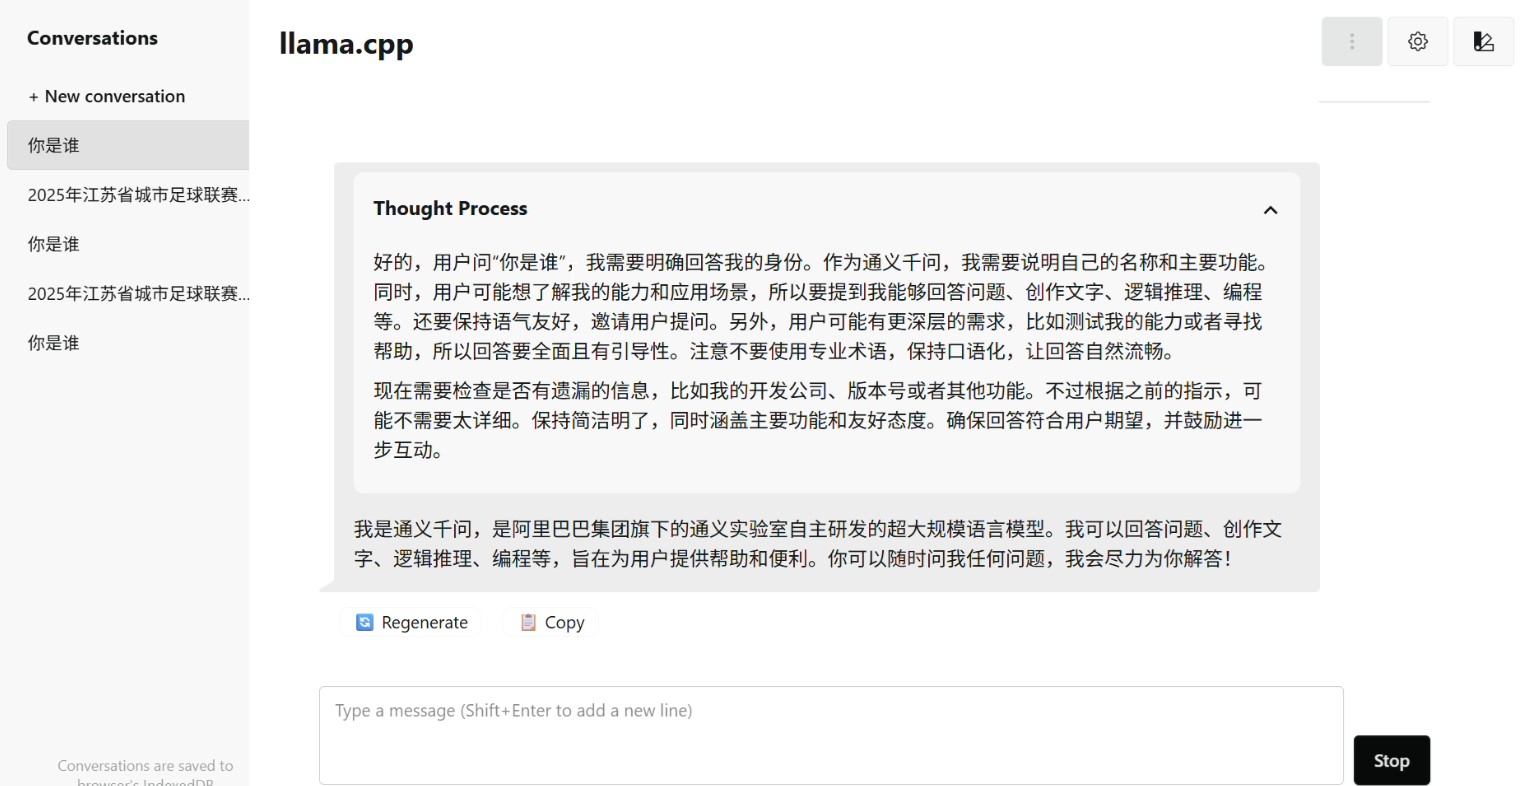 Conversations
+ New conversation
你是谁
2025年江苏省城市足球联赛...
你是谁
2025年江苏省城市足球联赛...
你是谁
Conversations are saved to
browser's IndexedDB
llama.cpp
Thought Process
好的，用户问“你是谁”，我需要明确回答我的身份。作为通义千问，我需要说明自己的名称和主要功能。
同时，用户可能想了解我的能力和应用场景，所以要提到我能够回答问题、创作文字、逻辑推理、编程
等。还要保持语气友好，邀请用户提问。另外，用户可能有更深层的需求，比如测试我的能力或者寻找
帮助，所以回答要全面且有引导性。注意不要使用专业术语，保持口语化，让回答自然流畅。
现在需要检查是否有遗漏的信息，比如我的开发公司、版本号或者其他功能。不过根据之前的指示，可
能不需要太详细。保持简洁明了，同时涵盖主要功能和友好态度。确保回答符合用户期望，并鼓励进一
步互动。
我是通义千问，是阿里巴巴集团旗下的通义实验室自主研发的超大规模语言模型。我可以回答问题、创作文
字、逻辑推理、编程等，旨在为用户提供帮助和便利。你可以随时问我任何问题，我会尽力为你解答！
Regenerate
Copy
Type a message (Shift+Enter to add a new line)
Stop